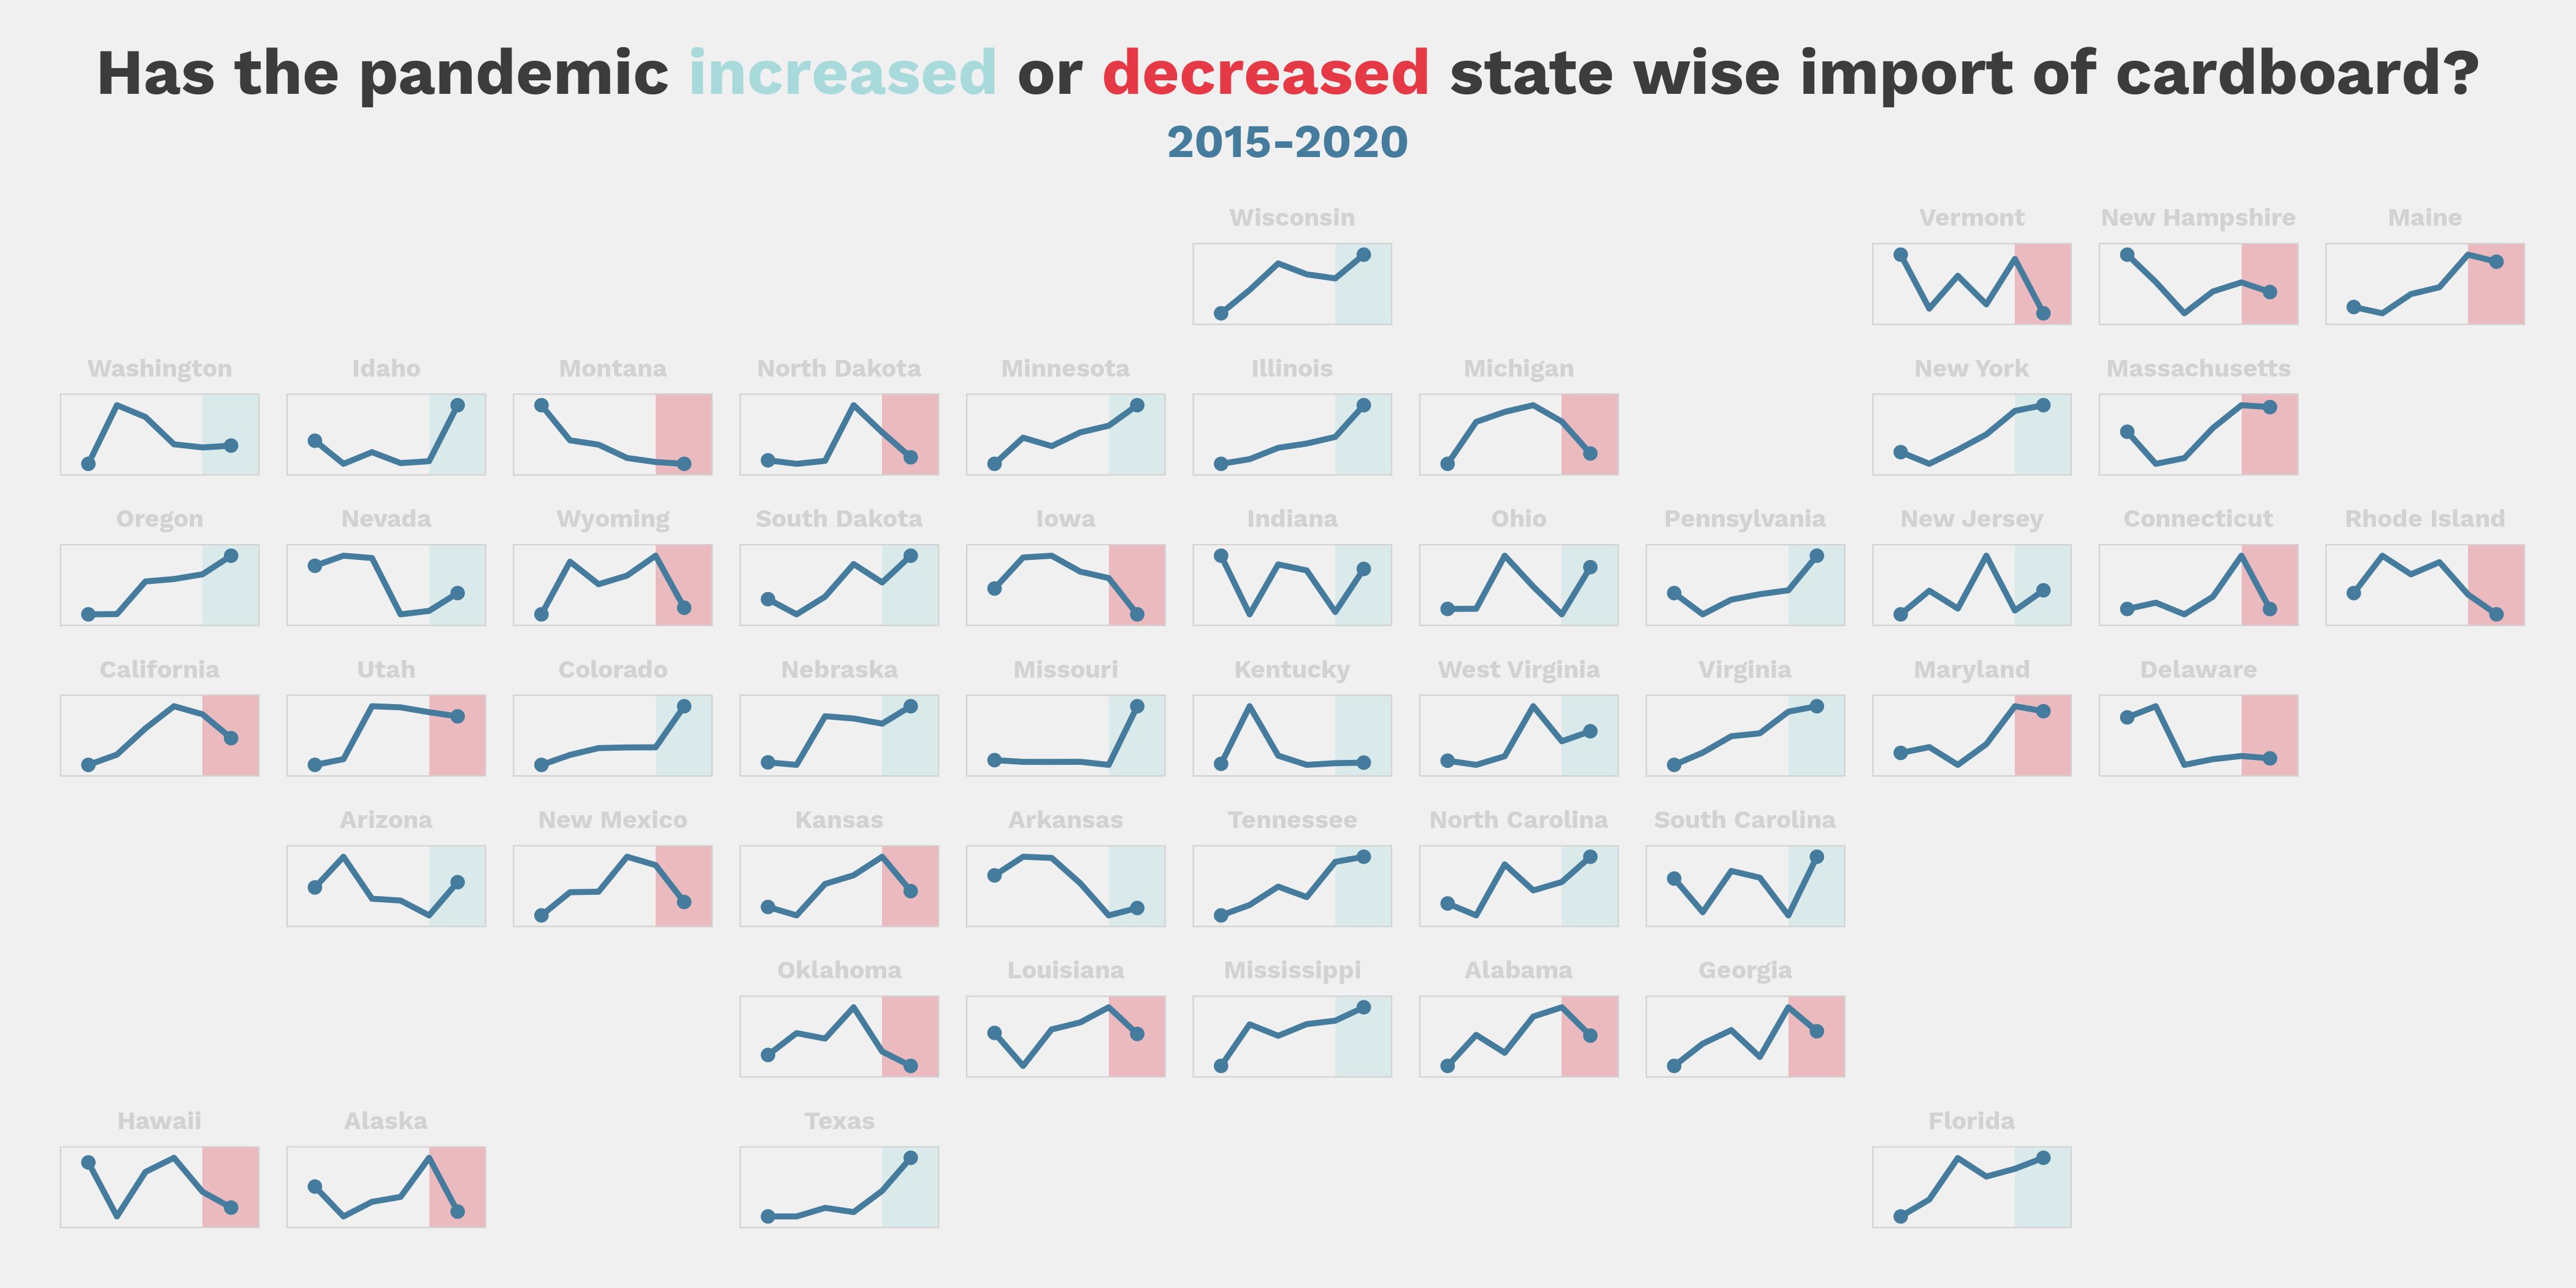 Has the pandemic increased or decreased state wise import of cardboard?
2015-2020
Wisconsin Vermont New Hampshire Maine
Washington Idaho Montana North Dakota Minnesota Illinois Michigan New York Massachusetts
Oregon Nevada Wyoming South Dakota Iowa Indiana Ohio Pennsylvania New Jersey Connecticut Rhode Island
California Utah Colorado Nebraska Missouri Kentucky West Virginia Virginia Maryland Delaware
Arizona New Mexico Kansas Arkansas Tennessee North Carolina South Carolina
Oklahoma Louisiana Mississippi Alabama Georgia
Hawaii Alaska Texas Florida